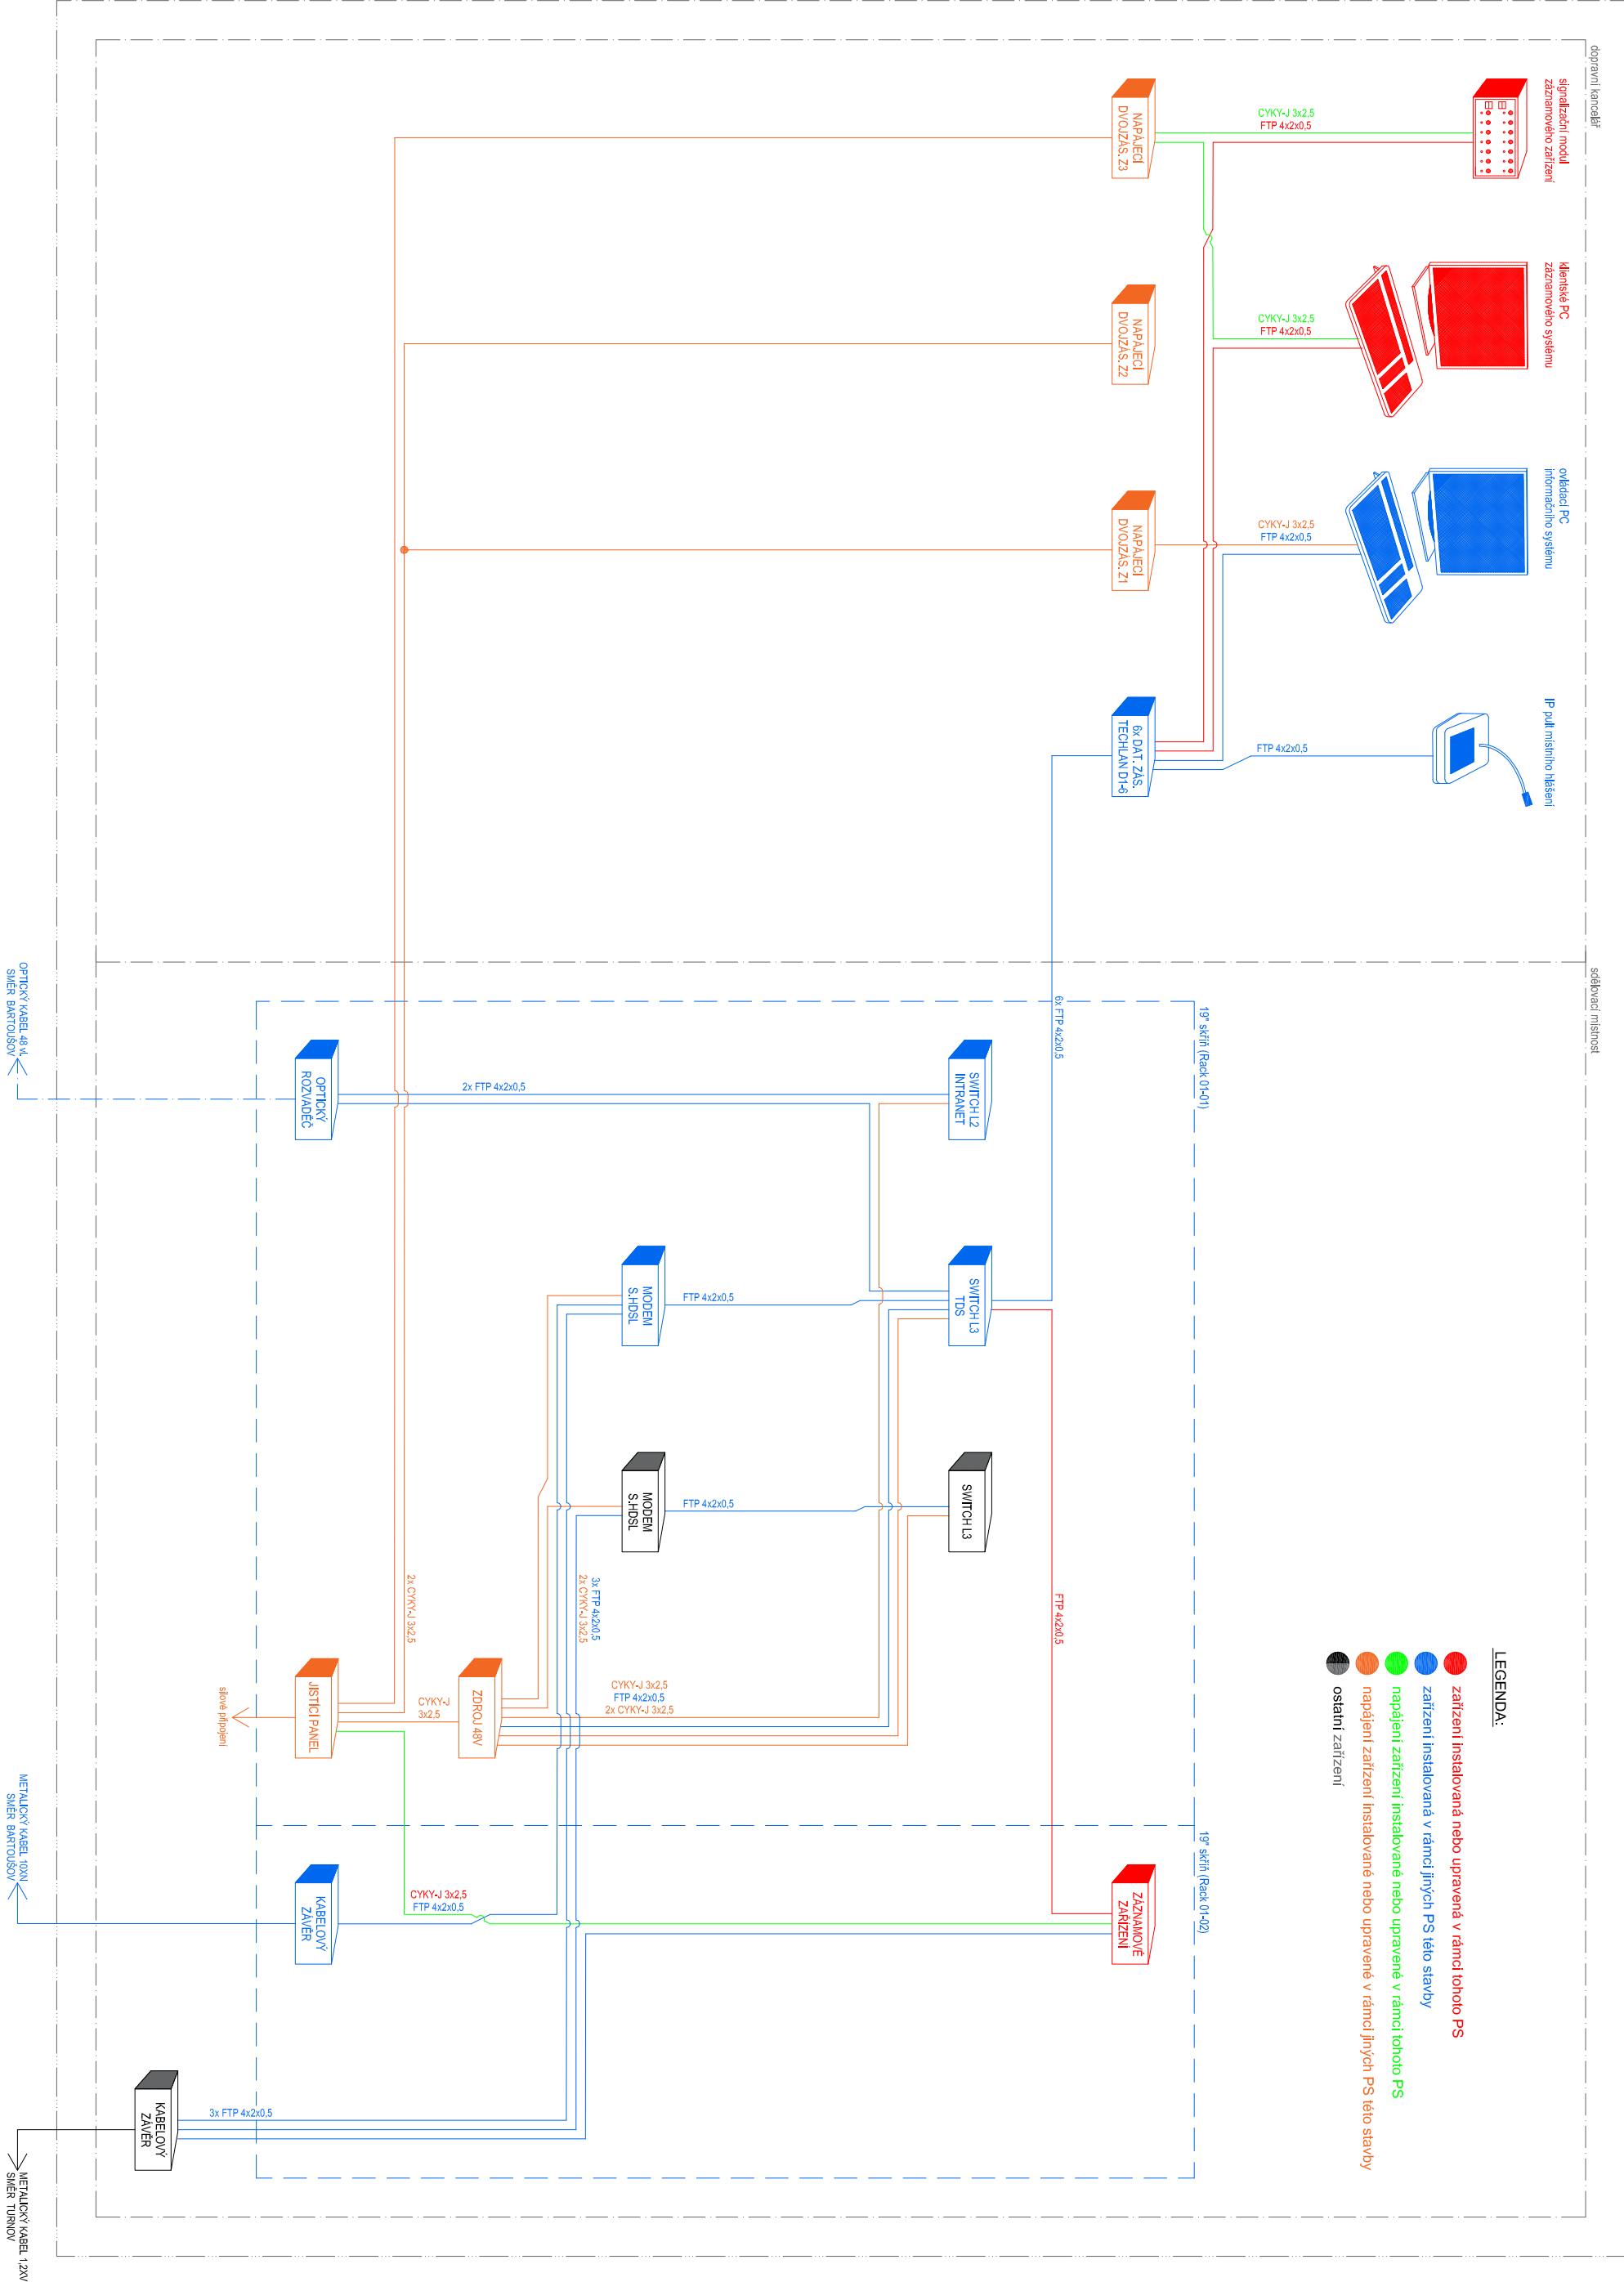 dopravní kancelář
sdělovací místnost
signalizační modul
záznamového zařízení
klientské PC
záznamového systému
ovládací PC
informačního systému
IP pult místního hlášení
CYKY-J 3x2,5
FTP 4x2x0,5
CYKY-J 3x2,5
FTP 4x2x0,5
CYKY-J 3x2,5
FTP 4x2x0,5
FTP 4x2x0,5
NAPÁJECÍ
DVOJZÁS. Z3
NAPÁJECÍ
DVOJZÁS. Z2
NAPÁJECÍ
DVOJZÁS. Z1
6x DAT. ZÁS.
TECHLAN D1-6
6x FTP 4x2x0,5
19" skříň (Rack 01-01)
19" skříň (Rack 01-02)
SWITCH L2
INTRANET
SWITCH L3
TDS
SWITCH L3
FTP 4x2x0,5
ZÁZNAMOVÉ
ZAŘÍZENÍ
2x FTP 4x2x0,5
FTP 4x2x0,5
FTP 4x2x0,5
MODEM
S.HDSL
MODEM
S.HDSL
3x FTP 4x2x0,5
2x CYKY-J 3x2,5
CYKY-J 3x2,5
FTP 4x2x0,5
2x CYKY-J 3x2,5
ZDROJ 48V
2x CYKY-J 3x2,5
CYKY-J
3x2,5
CYKY-J 3x2,5
FTP 4x2x0,5
OPTICKÝ
ROZVADĚČ
JISTÍCÍ PANEL
KABELOVÝ
ZÁVĚR
silové připojení
3x FTP 4x2x0,5
KABELOVÝ
ZÁVĚR
OPTICKÝ KABEL 48 vl.
SMĚR BARTOUŠOV
METALICKÝ KABEL 10XN
SMĚR BARTOUŠOV
METALICKÝ KABEL 1,2XV
SMĚR TURNOV
LEGENDA:
zařízení instalovaná nebo upravená v rámci tohoto PS
zařízení instalovaná v rámci jiných PS této stavby
napájení zařízení instalované nebo upravené v rámci tohoto PS
napájení zařízení instalované nebo upravené v rámci jiných PS této stavby
ostatní zařízení